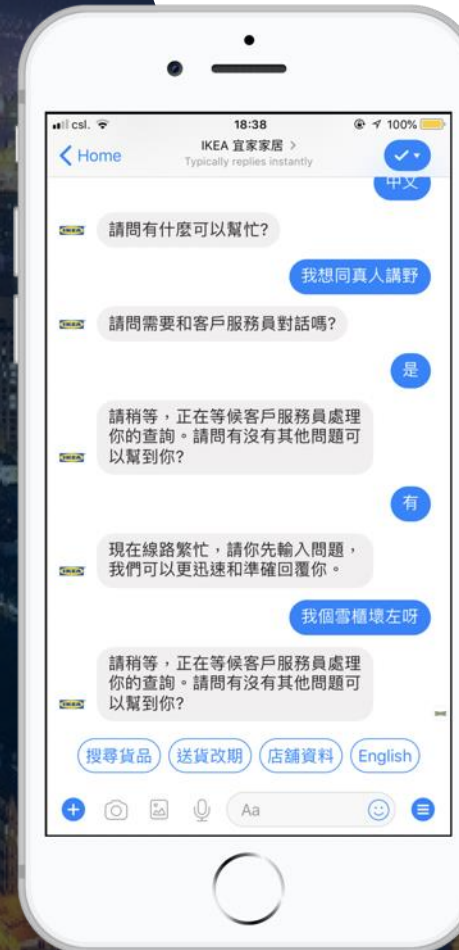 csl. 18:38 100%
Home IKEA 宜家家居 >
Typically replies instantly
中文
請問有什麼可以幫忙?
我想同真人講野
請問需要和客戶服務員對話嗎?
是
請稍等，正在等候客戶服務員處理
你的查詢。請問有沒有其他問題可
以幫到你?
有
現在線路繁忙，請你先輸入問題，
我們可以更迅速和準確回覆你。
我個雪櫃壞左呀
請稍等，正在等候客戶服務員處理
你的查詢。請問有沒有其他問題可
以幫到你?
搜尋貨品 送貨改期 店舖資料 English
Aa